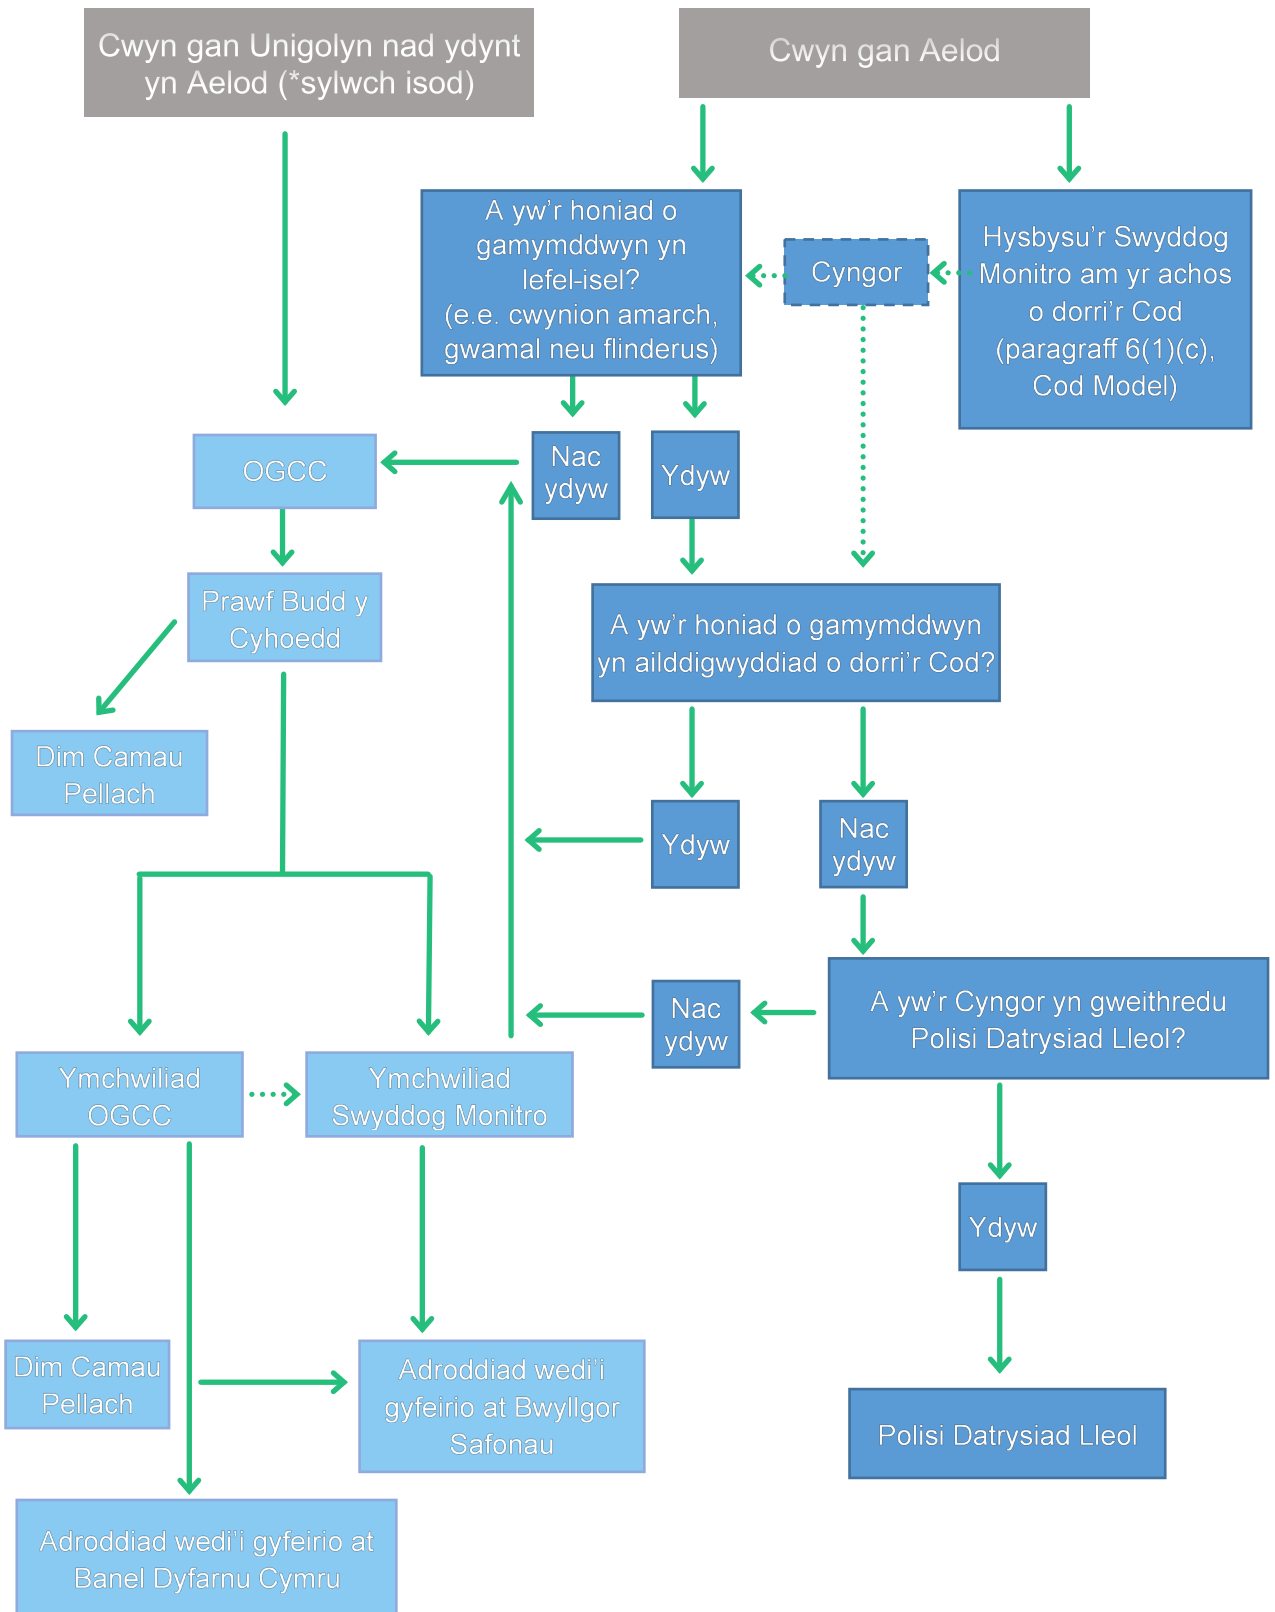 Cwyn gan Unigolyn nad ydynt
yn Aelod (*sylwch isod)
Cwyn gan Aelod
A yw’r honiad o
gamymddwyn yn
lefel-isel?
(e.e. cwynion amarch,
gwamal neu flinderus)
Cyngor
Hysbysu’r Swyddog
Monitro am yr achos
o dorri’r Cod
(paragraff 6(1)(c),
Cod Model)
OGCC
Nac
ydyw
Ydyw
Prawf Budd y
Cyhoedd
A yw’r honiad o gamymddwyn
yn ailddigwyddiad o dorri’r Cod?
Dim Camau
Pellach
Ydyw
Nac
ydyw
Nac
ydyw
A yw’r Cyngor yn gweithredu
Polisi Datrysiad Lleol?
Ymchwiliad
OGCC
Ymchwiliad
Swyddog Monitro
Ydyw
Dim Camau
Pellach
Adroddiad wedi’i
gyfeirio at Bwyllgor
Safonau
Polisi Datrysiad Lleol
Adroddiad wedi’i gyfeirio at
Banel Dyfarnu Cymru